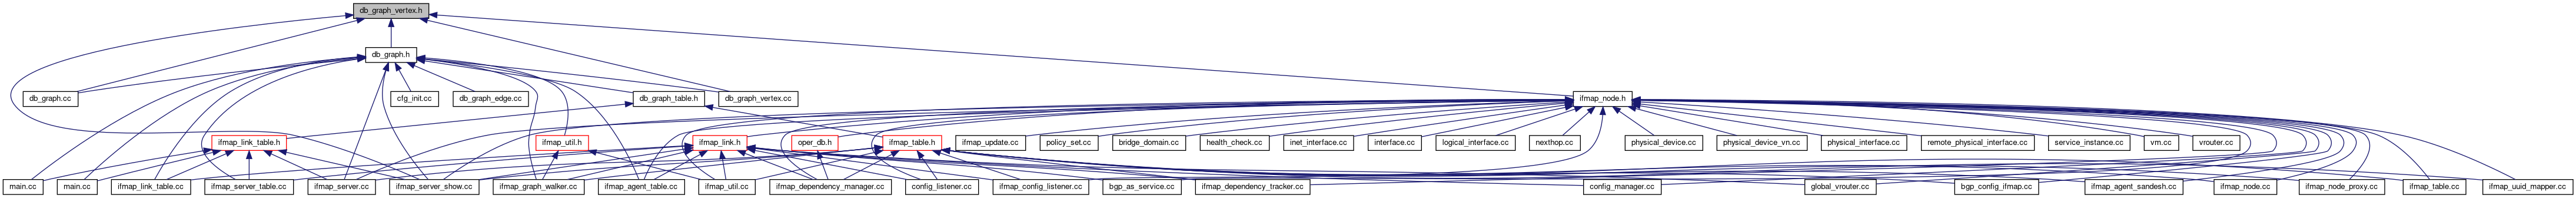 db_graph_vertex.h
db_graph.h
db_graph.cc
cfg_init.cc
db_graph_edge.cc
db_graph_table.h
db_graph_vertex.cc
ifmap_node.h
ifmap_link_table.h
ifmap_util.h
ifmap_link.h
oper_db.h
ifmap_table.h
ifmap_update.cc
policy_set.cc
bridge_domain.cc
health_check.cc
inet_interface.cc
interface.cc
logical_interface.cc
nexthop.cc
physical_device.cc
physical_device_vn.cc
physical_interface.cc
remote_physical_interface.cc
service_instance.cc
vm.cc
vrouter.cc
main.cc
main.cc
ifmap_link_table.cc
ifmap_server_table.cc
ifmap_server.cc
ifmap_server_show.cc
ifmap_graph_walker.cc
ifmap_agent_table.cc
ifmap_util.cc
ifmap_dependency_manager.cc
config_listener.cc
ifmap_config_listener.cc
bgp_as_service.cc
ifmap_dependency_tracker.cc
config_manager.cc
global_vrouter.cc
bgp_config_ifmap.cc
ifmap_agent_sandesh.cc
ifmap_node.cc
ifmap_node_proxy.cc
ifmap_table.cc
ifmap_uuid_mapper.cc